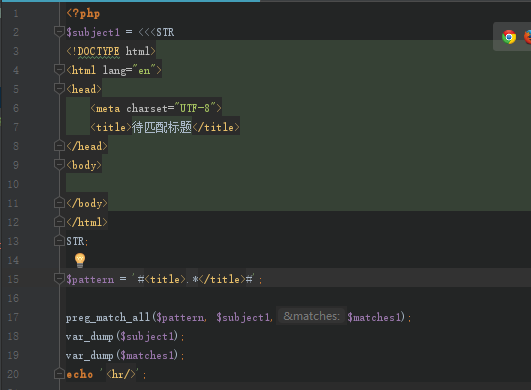 1 <?php
2 $subject1 = <<<STR
3 <!DOCTYPE html>
4 <html lang="en">
5 <head>
6 <meta charset="UTF-8">
7 <title>待匹配标题</title>
8 </head>
9 <body>
10
11 </body>
12 </html>
13 STR;
14
15 $pattern = '#<title>.*</title>#';
16
17 preg_match_all($pattern, $subject1, &matches: $matches1);
18 var_dump($subject1);
19 var_dump($matches1);
20 echo '<hr/>';